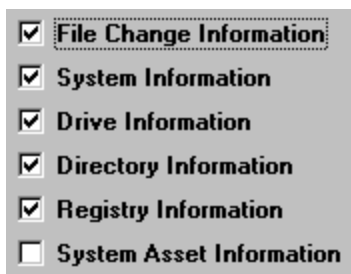 File Change Information
System Information
Drive Information
Directory Information
Registry Information
System Asset Information